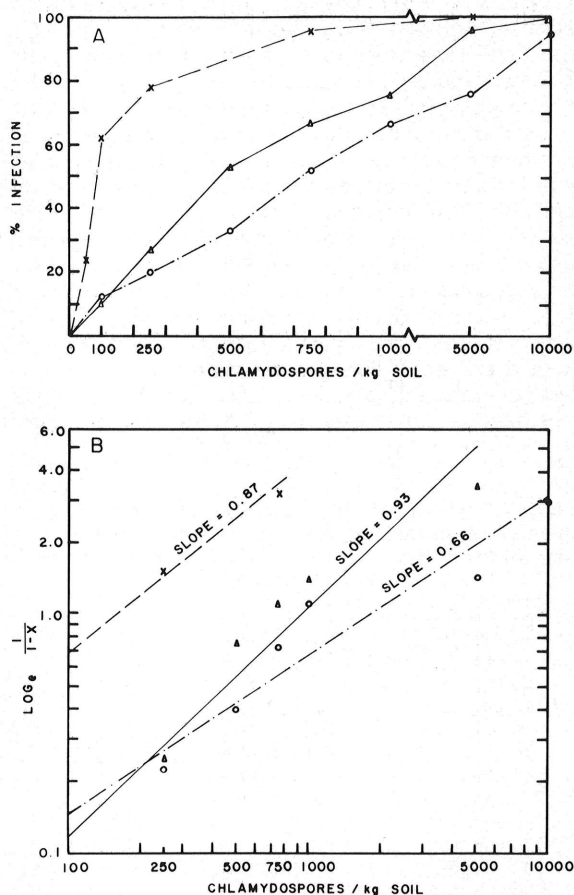 A
100
80
60
40
20
% INFECTION
0 100 250 500 750 1000 5000 10000
CHLAMYDOSPORES / kg SOIL
B
6.0
4.0
2.0
1.0
0.1
LOGe 1/1-X
SLOPE = 0.87
SLOPE = 0.93
SLOPE = 0.66
100 250 500 750 1000 5000 10000
CHLAMYDOSPORES / kg SOIL